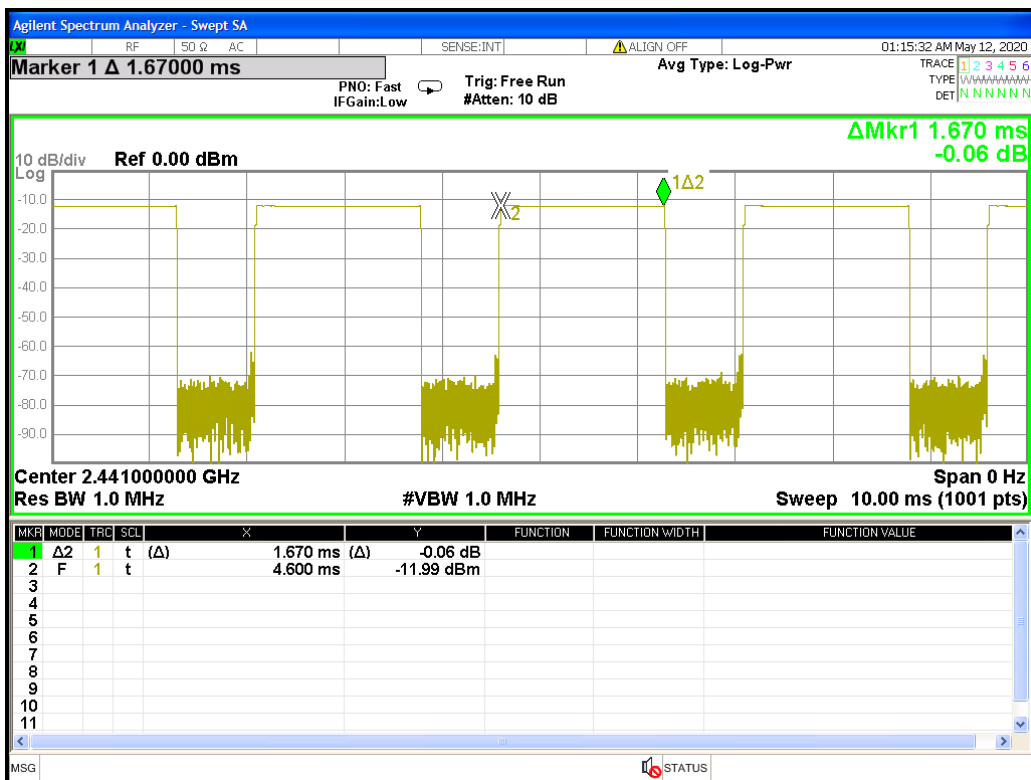 Agilent Spectrum Analyzer - Swept SA
LXI RF 50 Ω AC SENSE:INT ALIGN OFF 01:15:32 AM May 12, 2020
Marker 1 Δ 1.67000 ms
PNO: Fast
IFGain:Low
Trig: Free Run
#Atten: 10 dB
Avg Type: Log-Pwr
TRACE 1 2 3 4 5 6
TYPE WWWWWW
DET N N N N N N
ΔMkr1 1.670 ms
-0.06 dB
10 dB/div Ref 0.00 dBm
Log
1Δ2
-10.0
2
-20.0
-30.0
-40.0
-50.0
-60.0
-70.0
-80.0
-90.0
Center 2.441000000 GHz Span 0 Hz
Res BW 1.0 MHz #VBW 1.0 MHz Sweep 10.00 ms (1001 pts)
MKR MODE TRC SCL X Y FUNCTION FUNCTION WIDTH FUNCTION VALUE
1 Δ2 1 t (Δ) 1.670 ms (Δ) -0.06 dB
2 F 1 t 4.600 ms -11.99 dBm
3
4
5
6
7
8
9
10
11
MSG STATUS